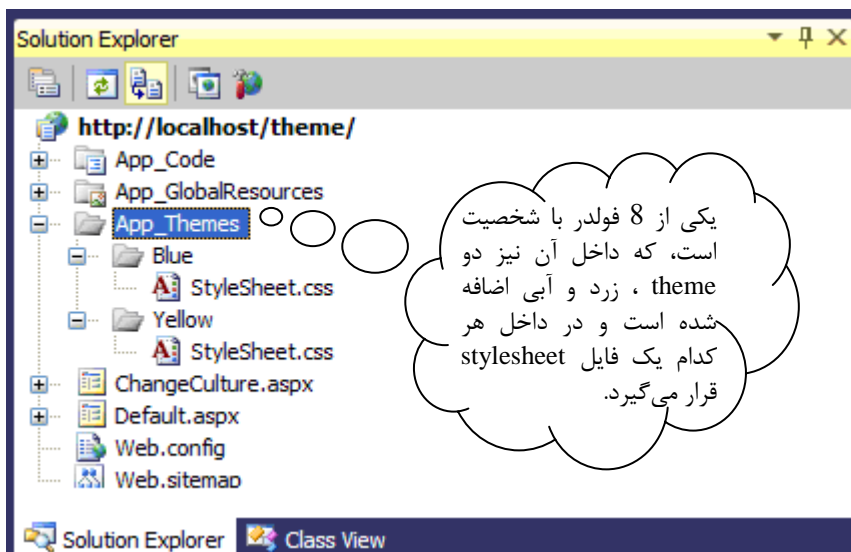 Solution Explorer
http://localhost/theme/
App_Code
App_GlobalResources
App_Themes
Blue
StyleSheet.css
Yellow
StyleSheet.css
ChangeCulture.aspx
Default.aspx
Web.config
Web.sitemap
یکی از 8 فولدر با شخصیت
است، که داخل آن نیز دو
theme ، زرد و آبی اضافه
شده است و در داخل هر
کدام یک فایل stylesheet
قرار می‌گیرد.
Solution Explorer Class View